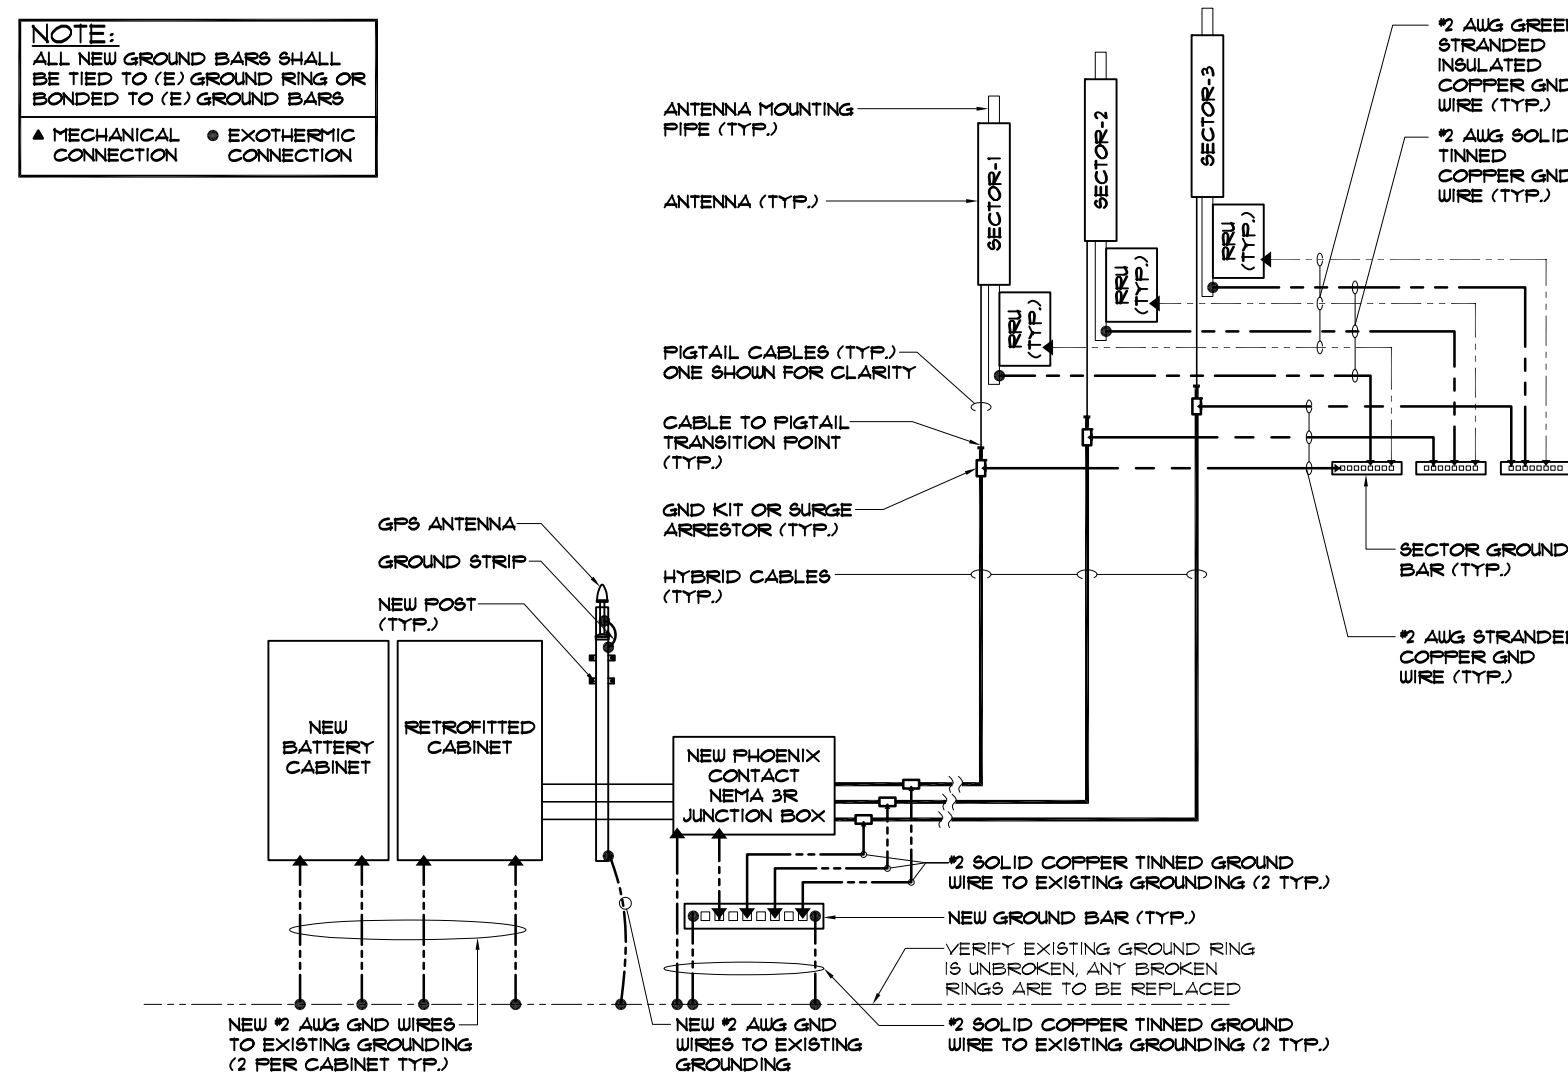 NOTE:
ALL NEW GROUND BARS SHALL
BE TIED TO (E) GROUND RING OR
BONDED TO (E) GROUND BARS
▲ MECHANICAL
CONNECTION
● EXOTHERMIC
CONNECTION
ANTENNA MOUNTING
PIPE (TYP.)
ANTENNA (TYP.)
SECTOR-1
SECTOR-2
SECTOR-3
RRU
(TYP.)
RRU
(TYP.)
RRU
(TYP.)
#2 AWG GREE
STRANDED
INSULATED
COPPER GND
WIRE (TYP.)
#2 AWG SOLID
TINNED
COPPER GND
WIRE (TYP.)
PIGTAIL CABLES (TYP.)
ONE SHOWN FOR CLARITY
CABLE TO PIGTAIL
TRANSITION POINT
(TYP.)
GND KIT OR SURGE
ARRESTOR (TYP.)
HYBRID CABLES
(TYP.)
SECTOR GROUND
BAR (TYP.)
#2 AWG STRANDE
COPPER GND
WIRE (TYP.)
GPS ANTENNA
GROUND STRIP
NEW POST
(TYP.)
NEW
BATTERY
CABINET
RETROFITTED
CABINET
NEW PHOENIX
CONTACT
NEMA 3R
JUNCTION BOX
#2 SOLID COPPER TINNED GROUND
WIRE TO EXISTING GROUNDING (2 TYP.)
NEW GROUND BAR (TYP.)
VERIFY EXISTING GROUND RING
IS UNBROKEN, ANY BROKEN
RINGS ARE TO BE REPLACED
#2 SOLID COPPER TINNED GROUND
WIRE TO EXISTING GROUNDING (2 TYP.)
NEW #2 AWG GND WIRES
TO EXISTING GROUNDING
(2 PER CABINET TYP.)
NEW #2 AWG GND
WIRES TO EXISTING
GROUNDING